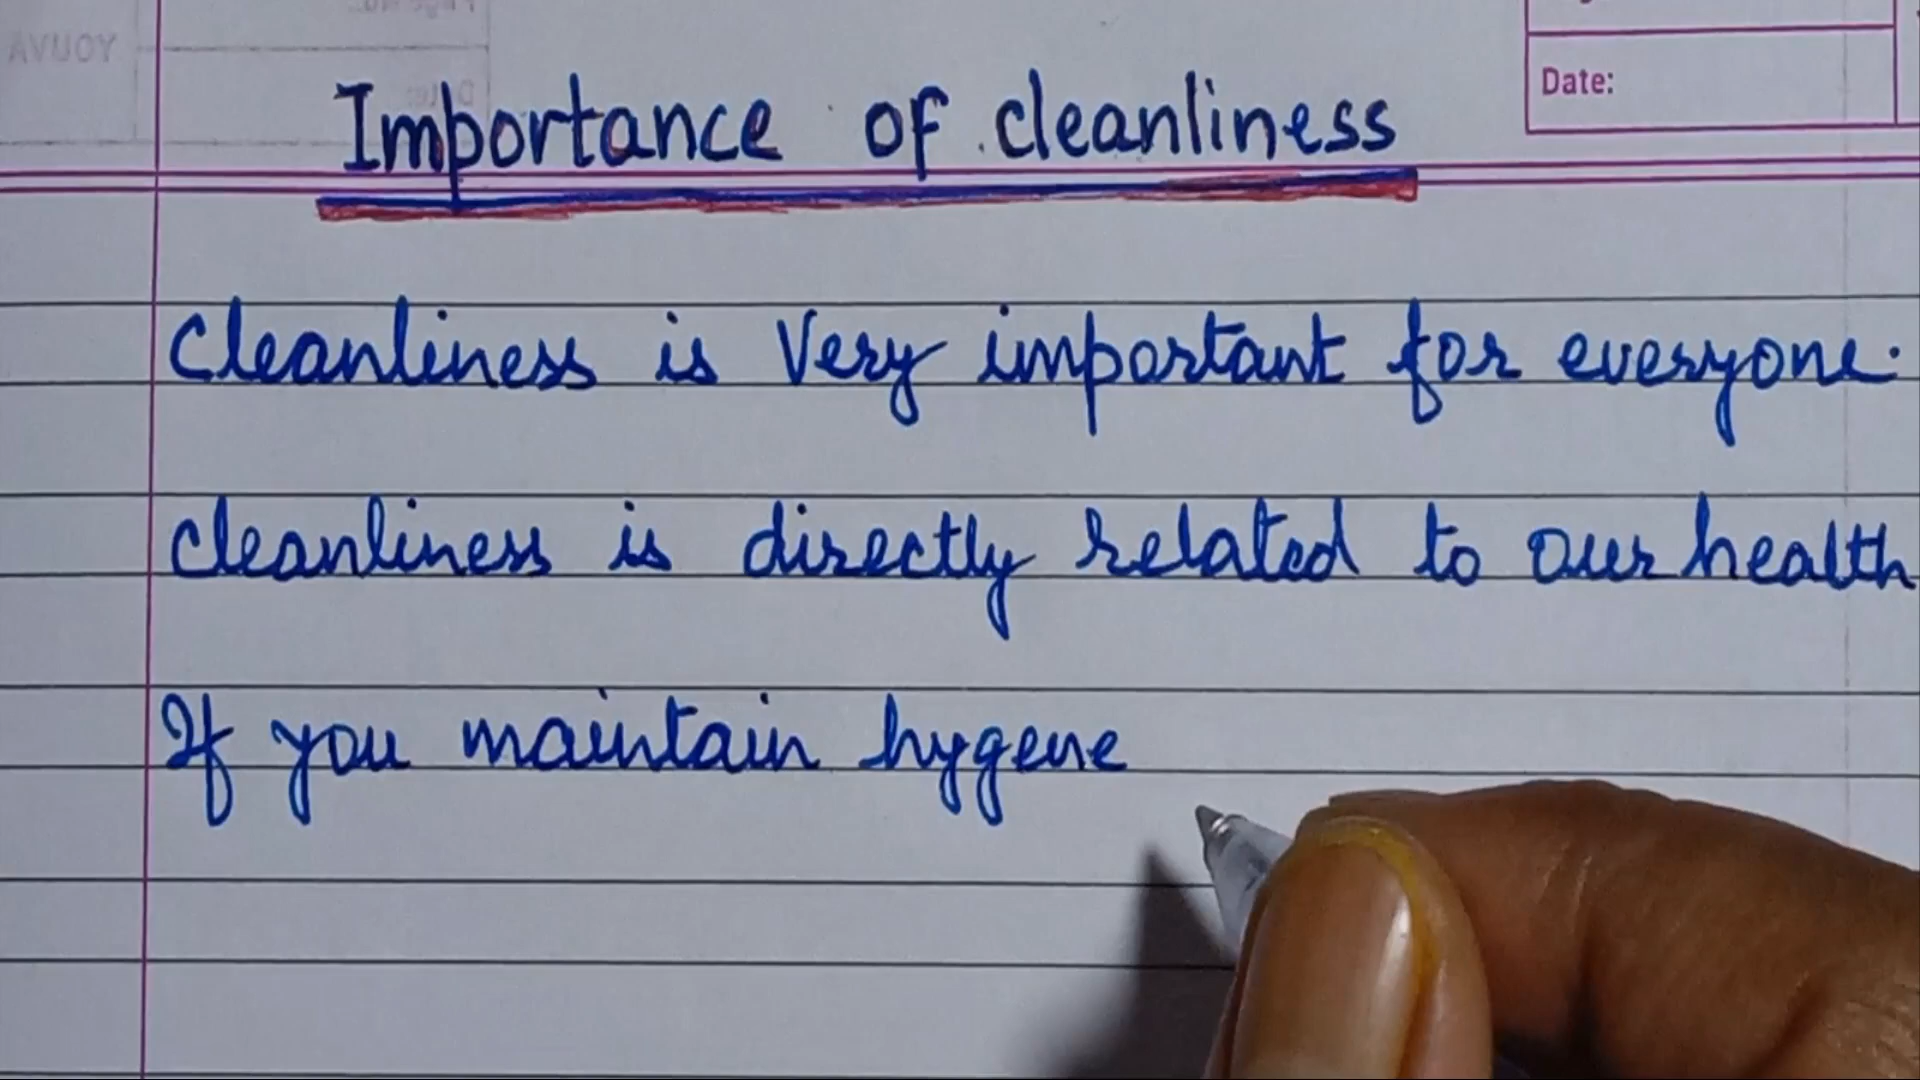 Date:
Importance of cleanliness
Cleanliness is Very important for everyone.
cleanliness is directly related to our health
If you maintain hygene